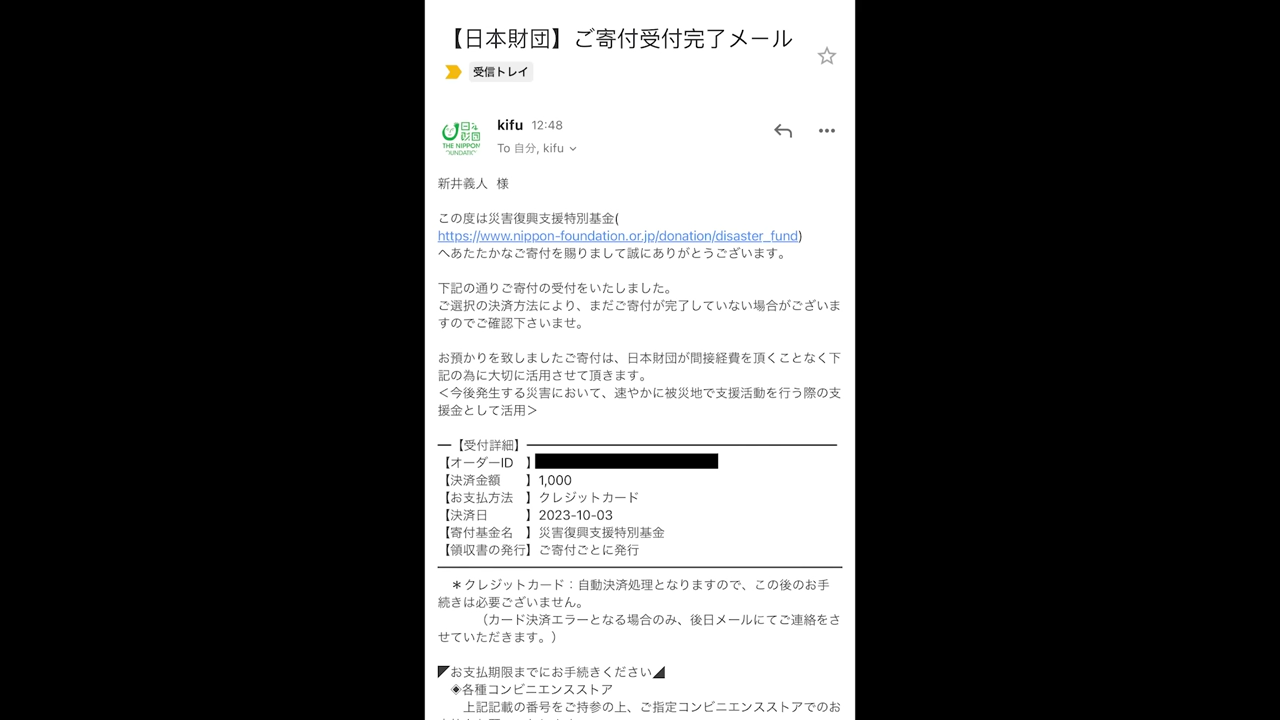 【日本財団】ご寄付受付完了メール
受信トレイ
日本財団
THE NIPPON
FOUNDATION
kifu 12:48
To 自分, kifu
新井義人 様
この度は災害復興支援特別基金(
https://www.nippon-foundation.or.jp/donation/disaster_fund)
へあたたかなご寄付を賜りまして誠にありがとうございます。
下記の通りご寄付の受付をいたしました。
ご選択の決済方法により、まだご寄付が完了していない場合がございま
すのでご確認下さいませ。
お預かりを致しましたご寄付は、日本財団が間接経費を頂くことなく下
記の為に大切に活用させて頂きます。
＜今後発生する災害において、速やかに被災地で支援活動を行う際の支
援金として活用＞
━【受付詳細】━━━━━━━━━━━━━━━━━━━━
【オーダーID 】
【決済金額 】1,000
【お支払方法 】クレジットカード
【決済日 】2023-10-03
【寄付基金名 】災害復興支援特別基金
【領収書の発行】ご寄付ごとに発行
＊クレジットカード：自動決済処理となりますので、この後のお手
続きは必要ございません。
（カード決済エラーとなる場合のみ、後日メールにてご連絡をさ
せていただきます。）
◤お支払期限までにお手続きください◢
◈各種コンビニエンスストア
上記記載の番号をご持参の上、ご指定コンビニエンスストアでのお